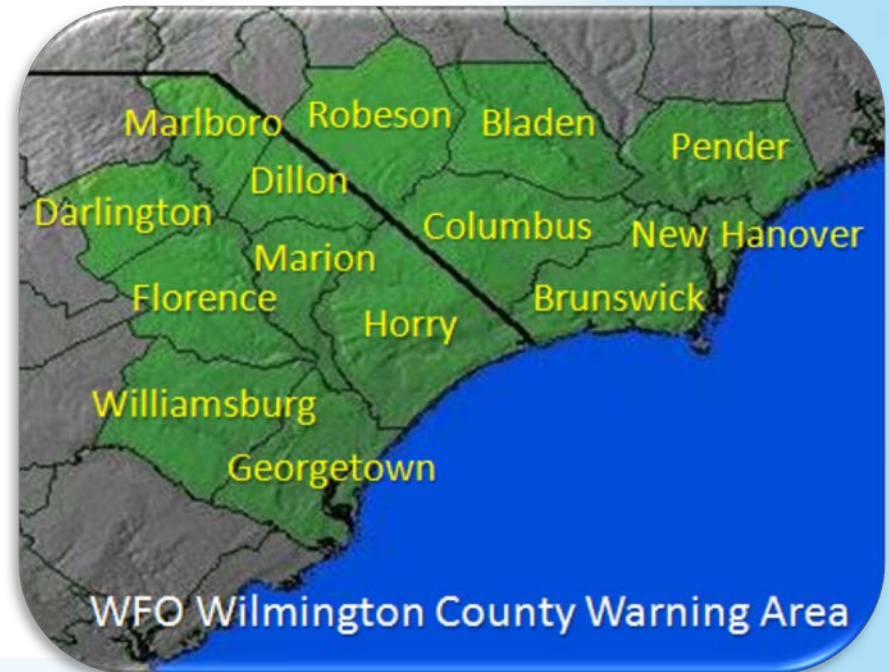 Marlboro
Robeson
Bladen
Pender
Dillon
Darlington
Columbus
New Hanover
Marion
Florence
Brunswick
Horry
Williamsburg
Georgetown
WFO Wilmington County Warning Area